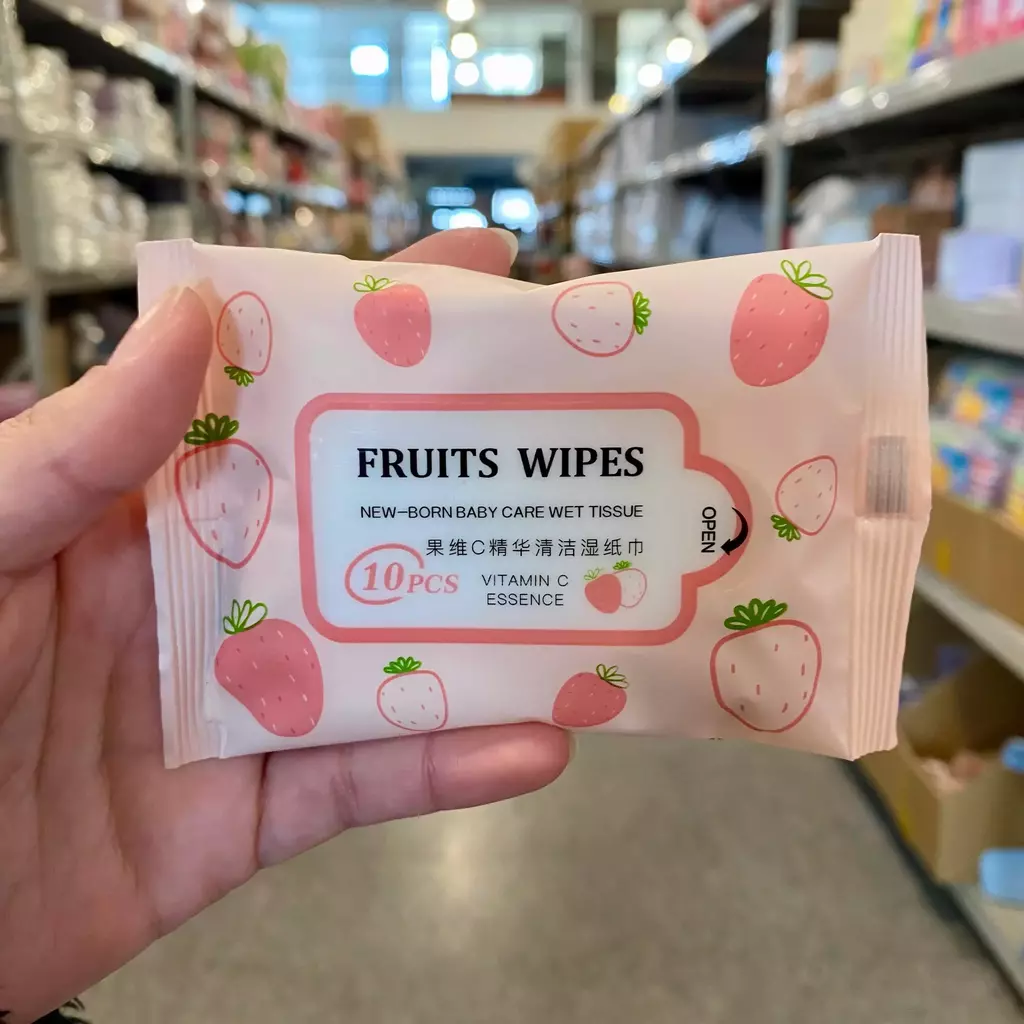 FRUITS WIPES
NEW-BORN BABY CARE WET TISSUE
果维C精华清洁湿纸巾
10PCS
VITAMIN C
ESSENCE
OPEN